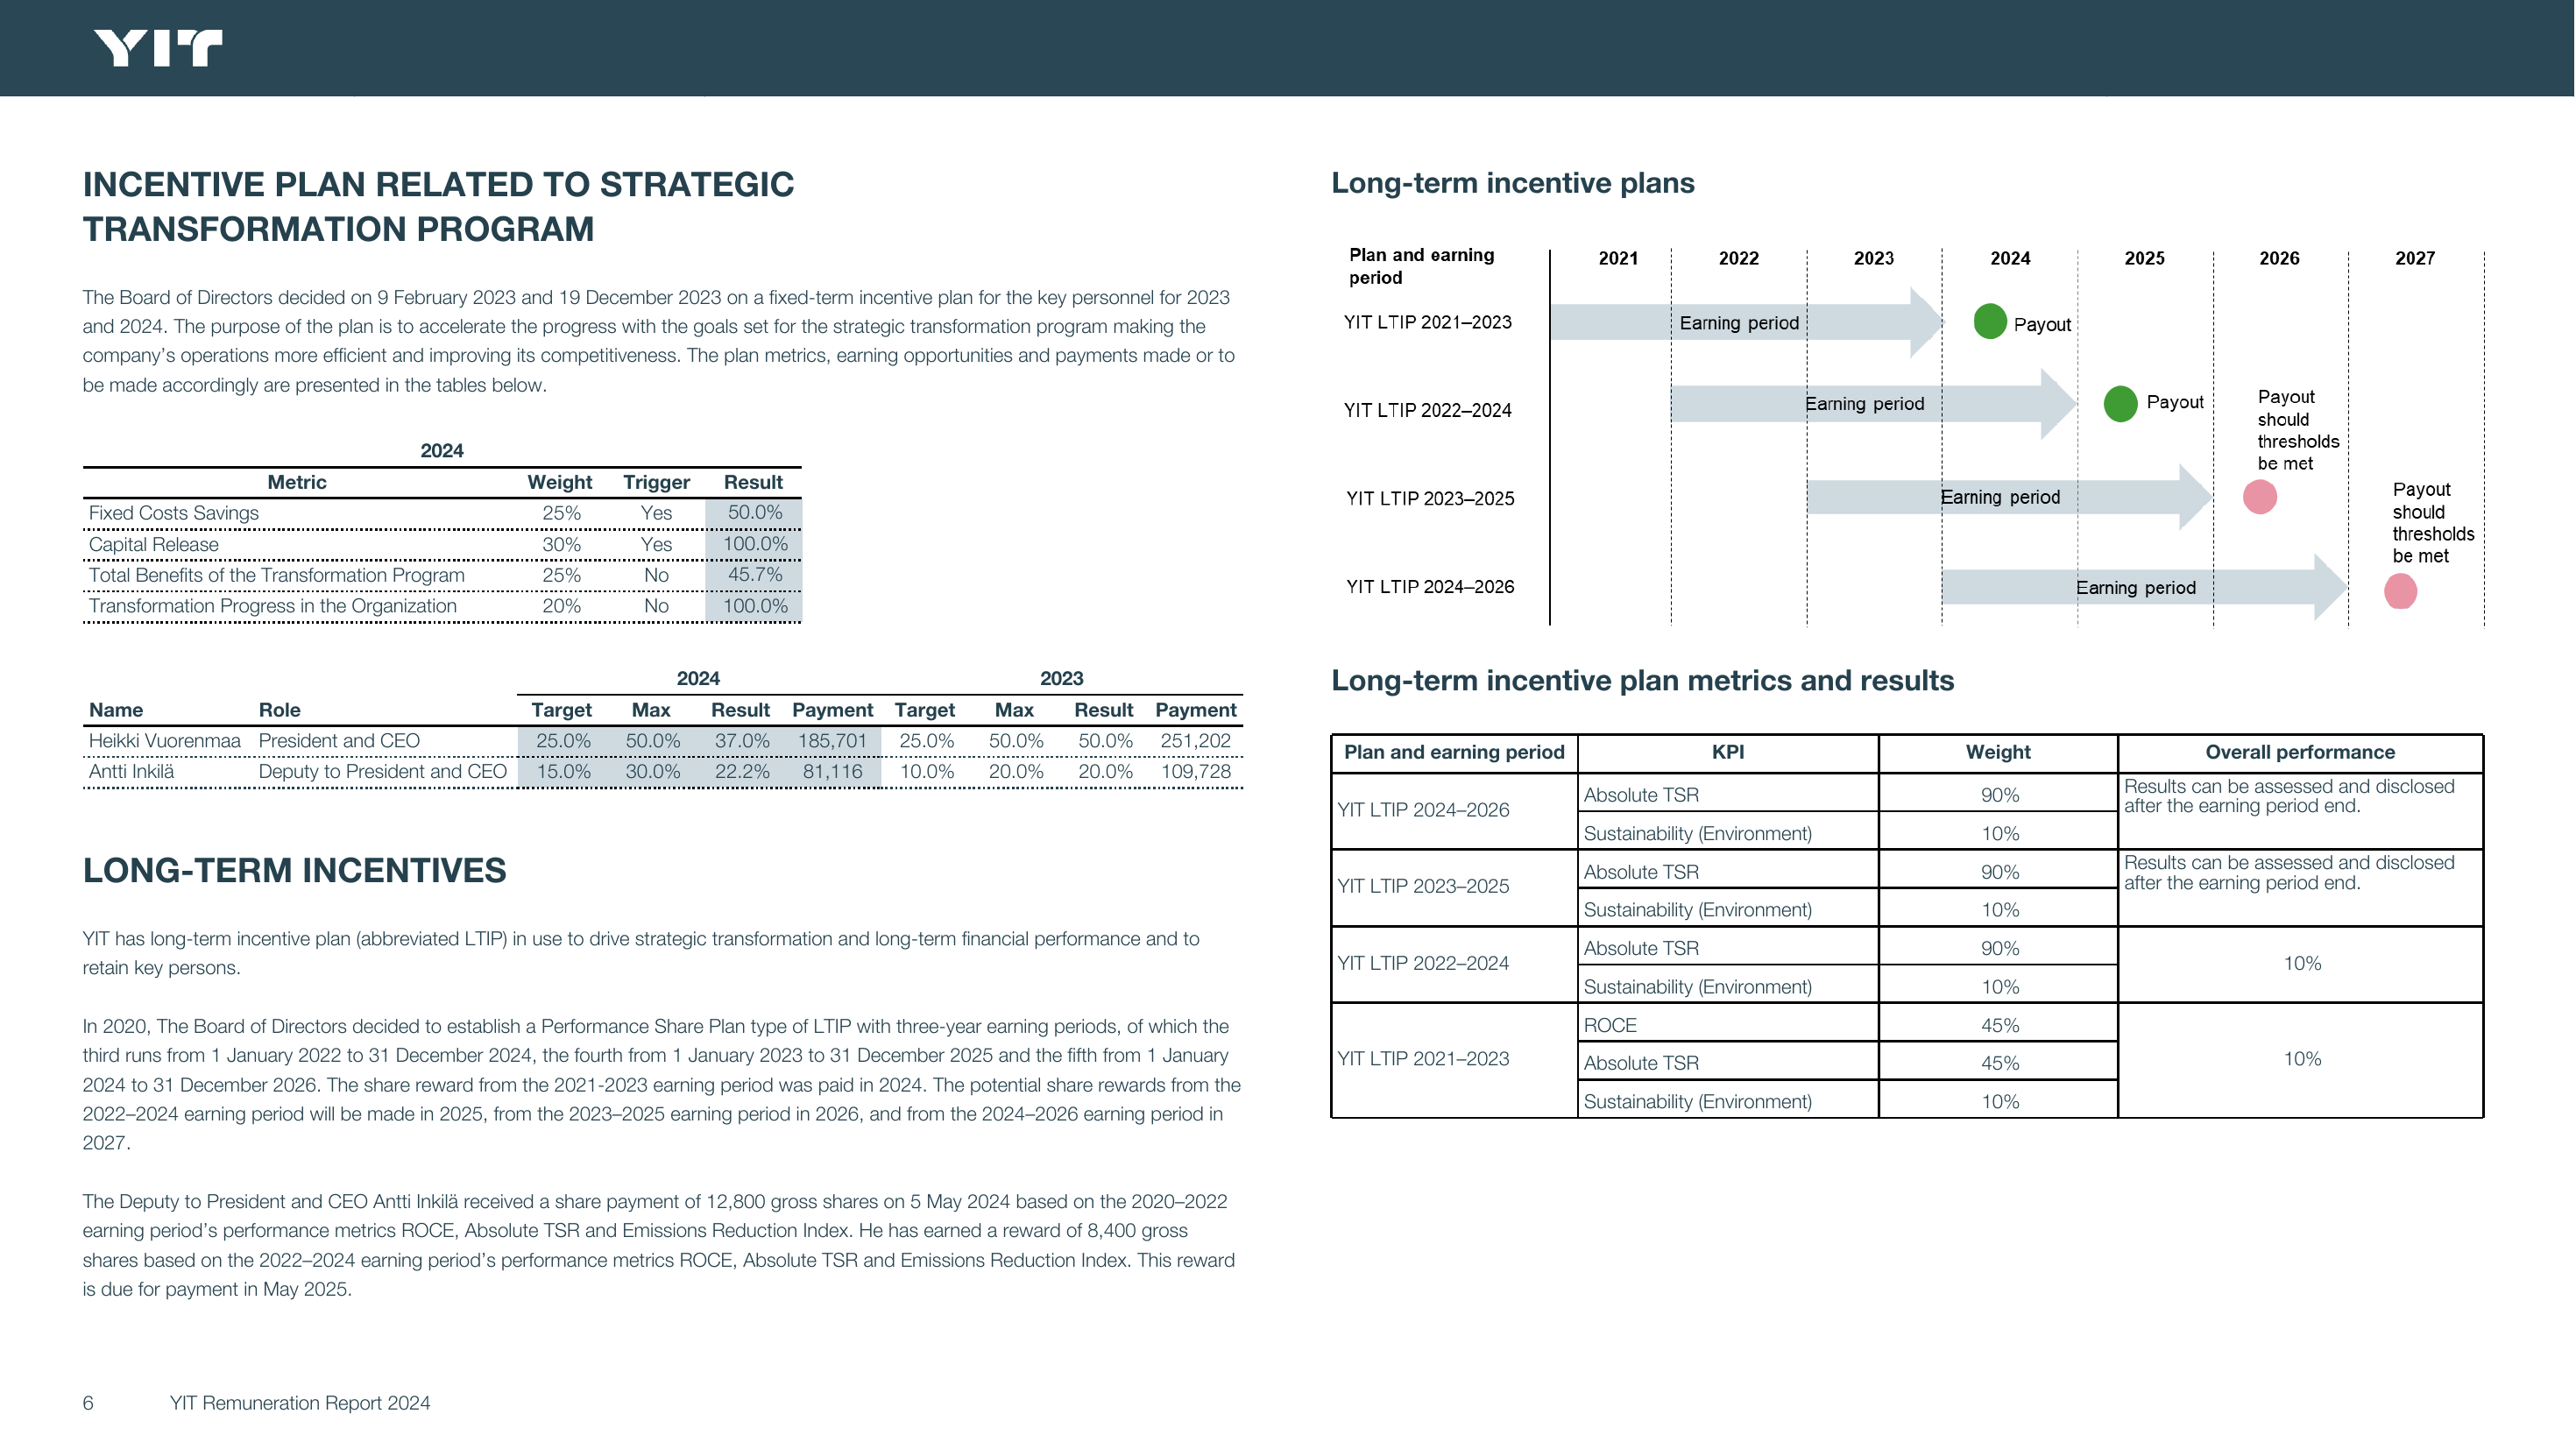 YIT
INCENTIVE PLAN RELATED TO STRATEGIC
TRANSFORMATION PROGRAM
The Board of Directors decided on 9 February 2023 and 19 December 2023 on a fixed-term incentive plan for the key personnel for 2023
and 2024. The purpose of the plan is to accelerate the progress with the goals set for the strategic transformation program making the
company’s operations more efficient and improving its competitiveness. The plan metrics, earning opportunities and payments made or to
be made accordingly are presented in the tables below.
2024
Metric Weight Trigger Result
Fixed Costs Savings 25% Yes 50.0%
Capital Release 30% Yes 100.0%
Total Benefits of the Transformation Program 25% No 45.7%
Transformation Progress in the Organization 20% No 100.0%
2024 2023
Name Role Target Max Result Payment Target Max Result Payment
Heikki Vuorenmaa President and CEO 25.0% 50.0% 37.0% 185,701 25.0% 50.0% 50.0% 251,202
Antti Inkilä Deputy to President and CEO 15.0% 30.0% 22.2% 81,116 10.0% 20.0% 20.0% 109,728
LONG-TERM INCENTIVES
YIT has long-term incentive plan (abbreviated LTIP) in use to drive strategic transformation and long-term financial performance and to
retain key persons.
In 2020, The Board of Directors decided to establish a Performance Share Plan type of LTIP with three-year earning periods, of which the
third runs from 1 January 2022 to 31 December 2024, the fourth from 1 January 2023 to 31 December 2025 and the fifth from 1 January
2024 to 31 December 2026. The share reward from the 2021-2023 earning period was paid in 2024. The potential share rewards from the
2022–2024 earning period will be made in 2025, from the 2023–2025 earning period in 2026, and from the 2024–2026 earning period in
2027.
The Deputy to President and CEO Antti Inkilä received a share payment of 12,800 gross shares on 5 May 2024 based on the 2020–2022
earning period’s performance metrics ROCE, Absolute TSR and Emissions Reduction Index. He has earned a reward of 8,400 gross
shares based on the 2022–2024 earning period’s performance metrics ROCE, Absolute TSR and Emissions Reduction Index. This reward
is due for payment in May 2025.
Long-term incentive plans
Plan and earning
period
2021 2022 2023 2024 2025 2026 2027
YIT LTIP 2021–2023 Earning period Payout
YIT LTIP 2022–2024 Earning period Payout
Payout
should
thresholds
be met
YIT LTIP 2023–2025 Earning period
Payout
should
thresholds
be met
YIT LTIP 2024–2026 Earning period
Long-term incentive plan metrics and results
Plan and earning period KPI Weight Overall performance
YIT LTIP 2024–2026
Absolute TSR 90%
Sustainability (Environment) 10%
Results can be assessed and disclosed
after the earning period end.
YIT LTIP 2023–2025
Absolute TSR 90%
Sustainability (Environment) 10%
Results can be assessed and disclosed
after the earning period end.
YIT LTIP 2022–2024
Absolute TSR 90%
Sustainability (Environment) 10%
10%
YIT LTIP 2021–2023
ROCE 45%
Absolute TSR 45%
Sustainability (Environment) 10%
10%
6 YIT Remuneration Report 2024